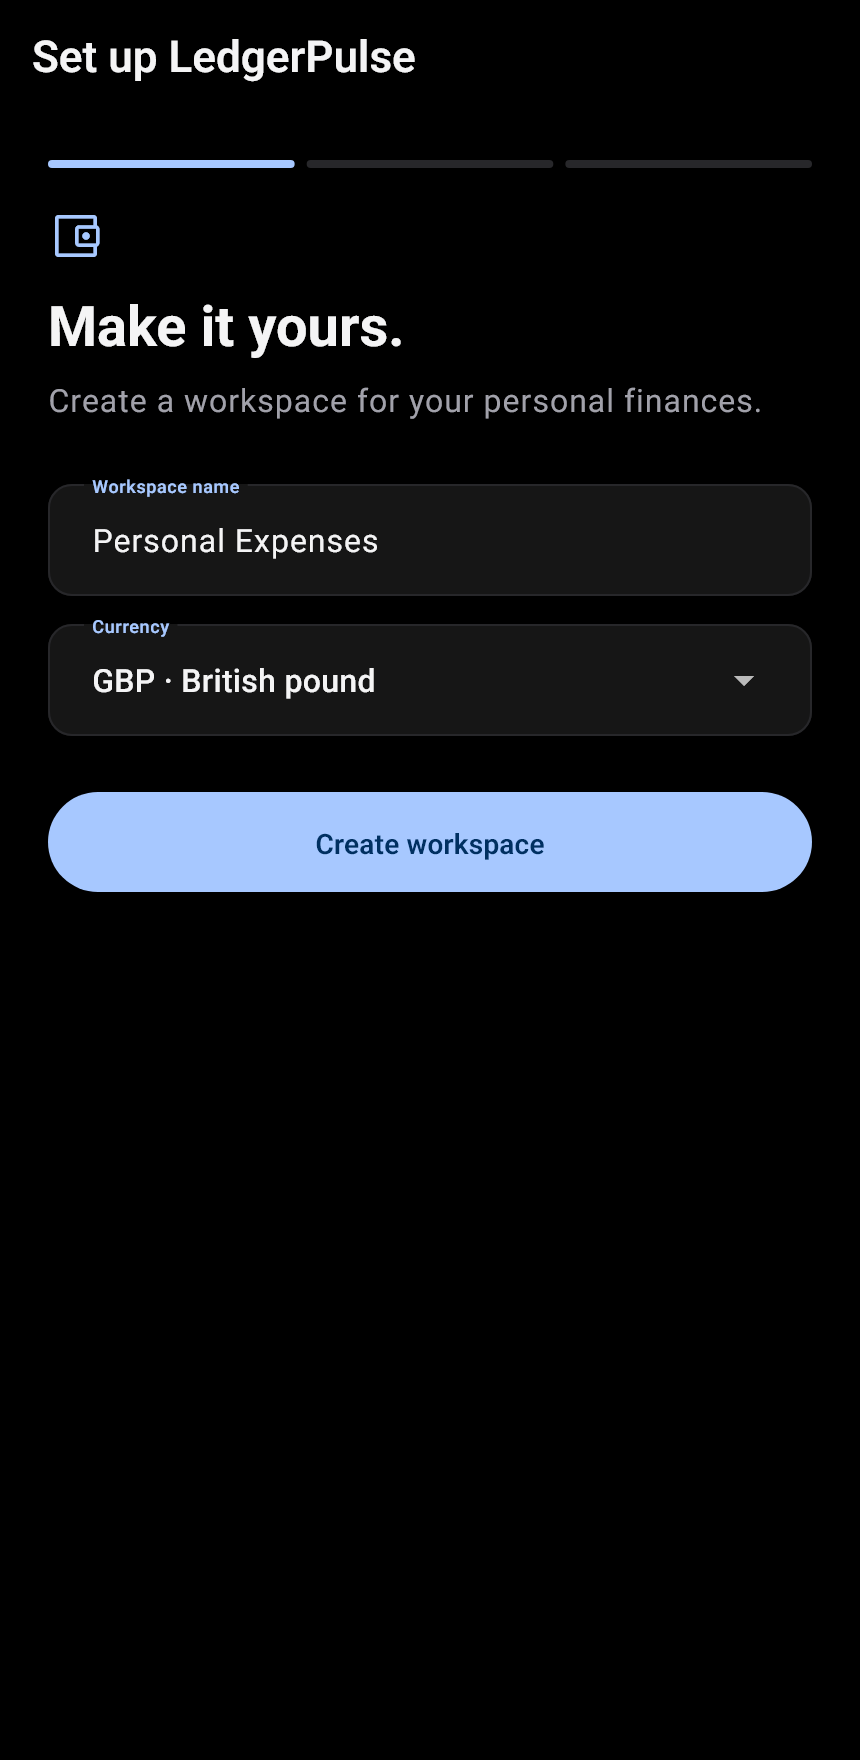 Set up LedgerPulse
Make it yours.
Create a workspace for your personal finances.
Workspace name
Personal Expenses
Currency
GBP · British pound
Create workspace